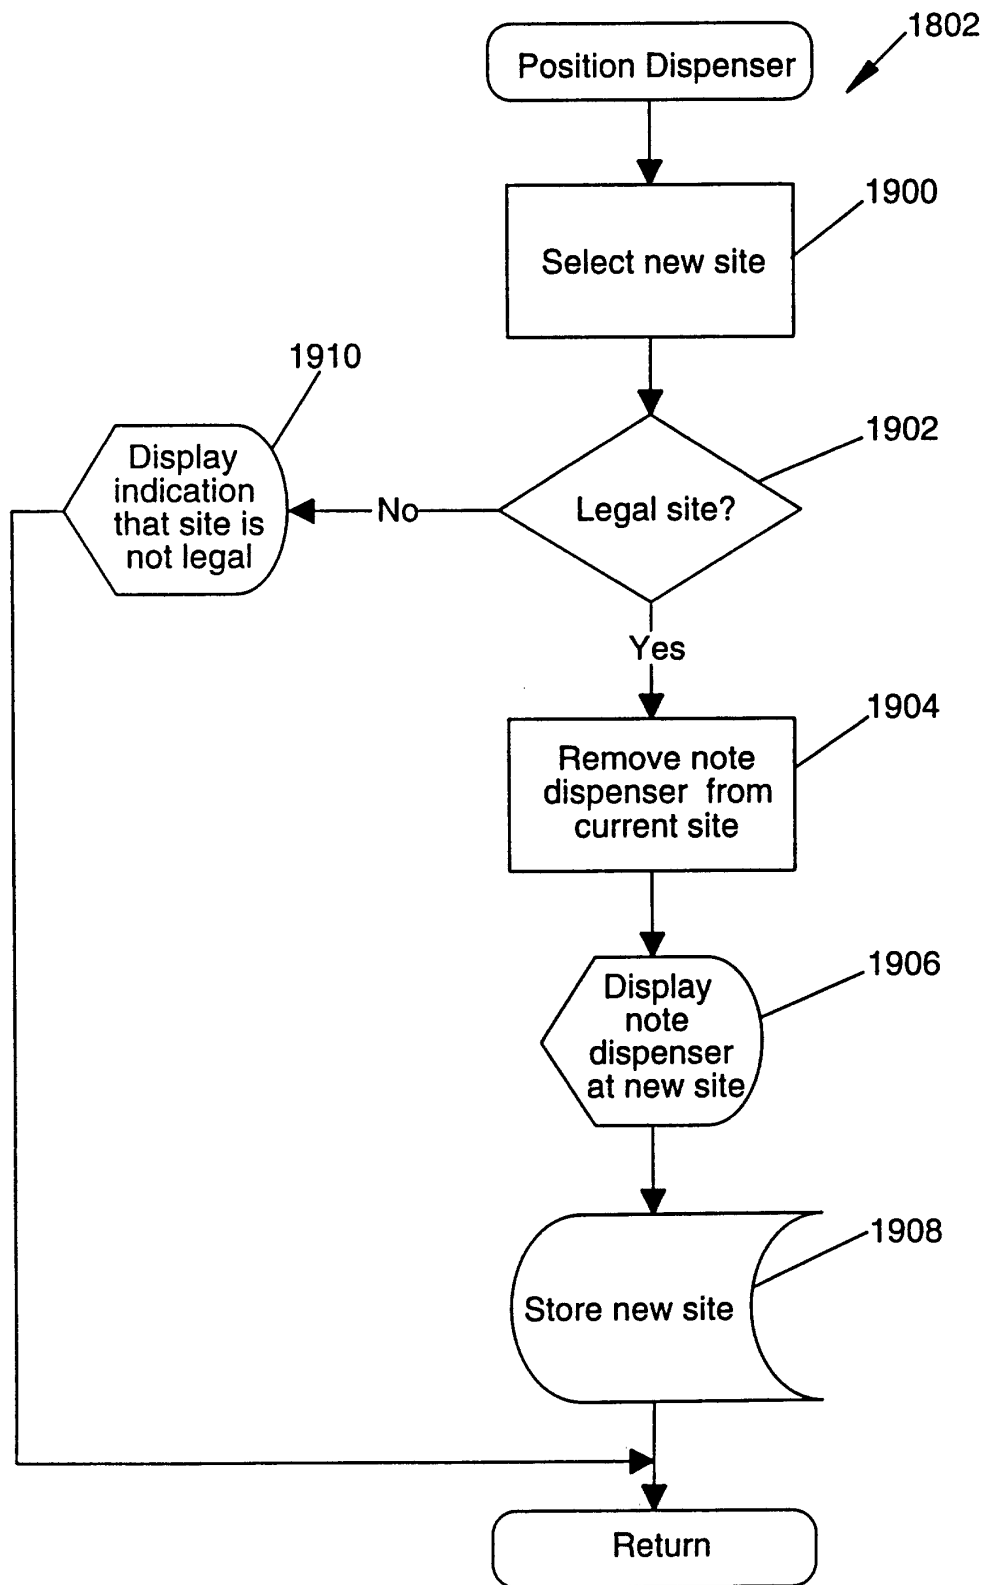 1802
Position Dispenser
1900
Select new site
1910
1902
Display
indication
that site is
not legal
No
Legal site?
Yes
1904
Remove note
dispenser from
current site
1906
Display
note
dispenser
at new site
1908
Store new site
Return